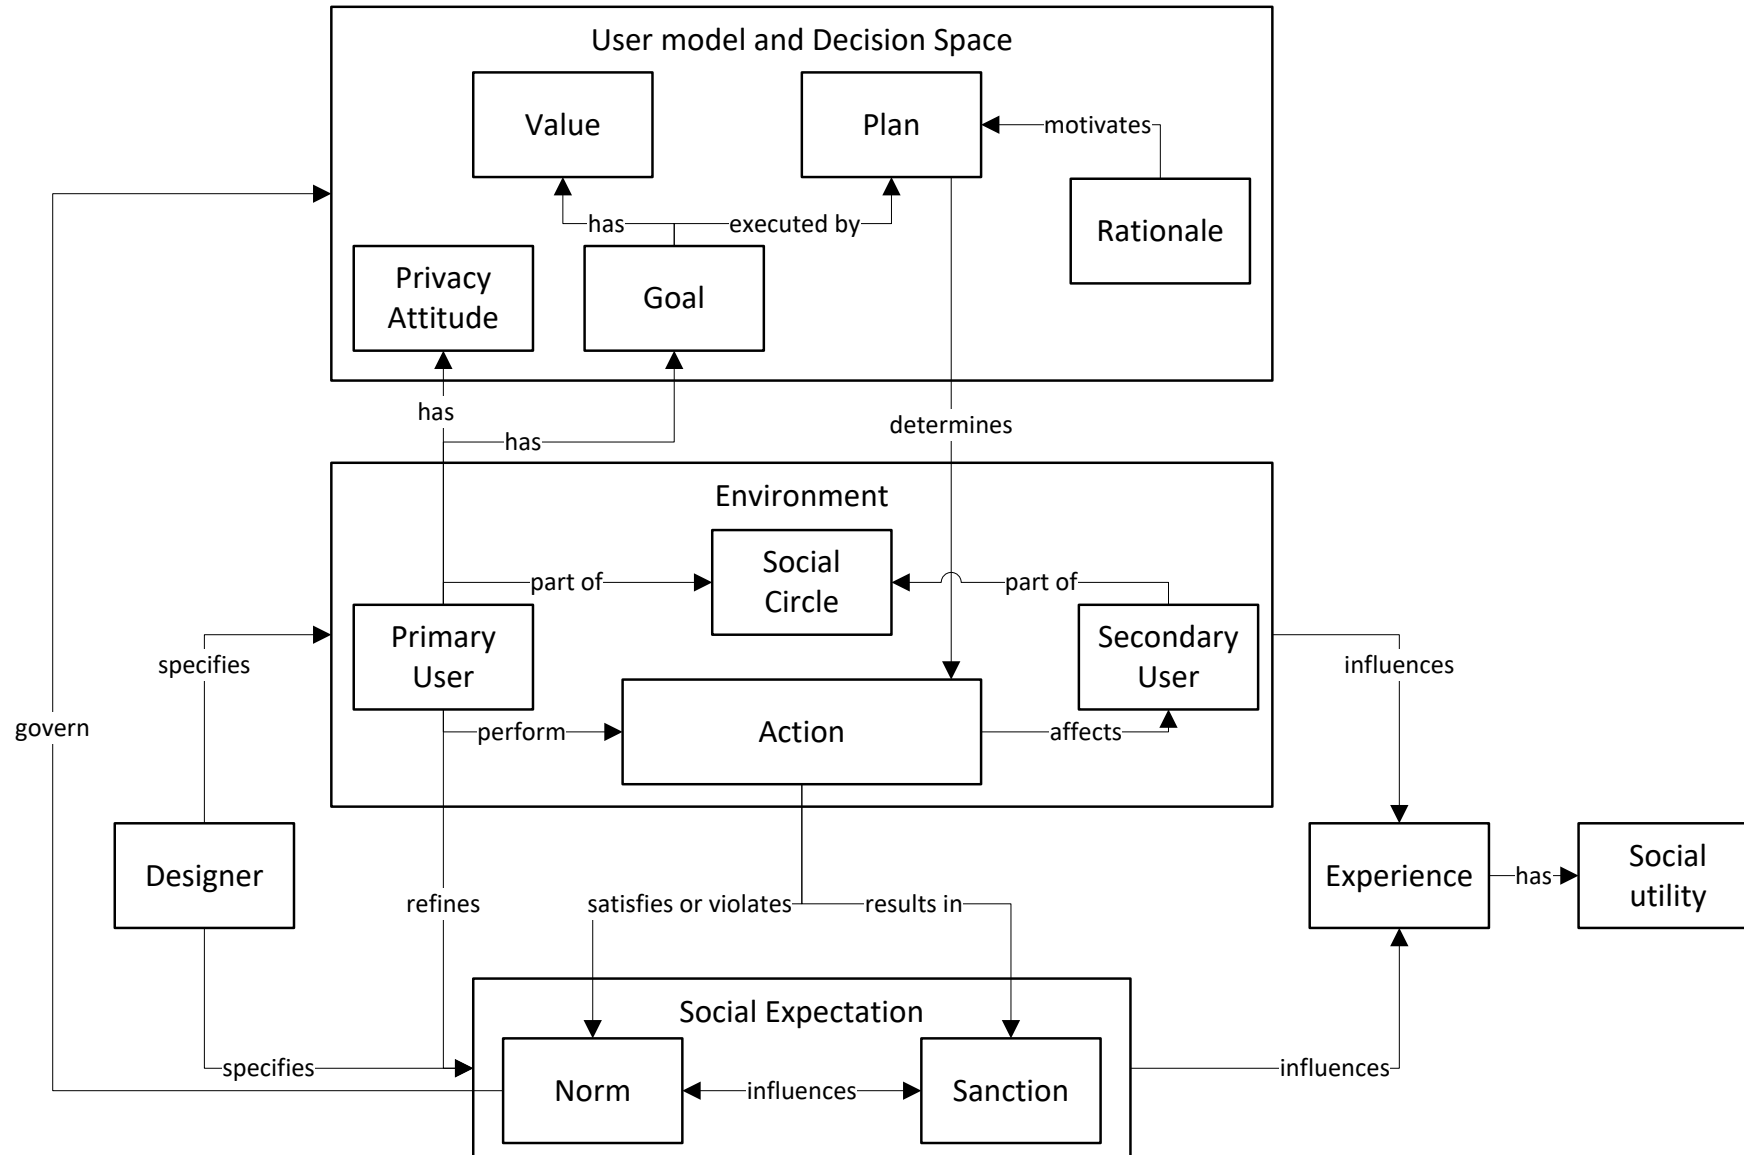 User model and Decision Space
Value
Plan
motivates
Rationale
has
executed by
Privacy
Attitude
Goal
has
has
determines
Environment
Social
Circle
part of
part of
Primary
User
Secondary
User
specifies
influences
govern
perform
Action
affects
Designer
Experience
has
Social
utility
refines
satisfies or violates
results in
Social Expectation
specifies
Norm
influences
Sanction
influences